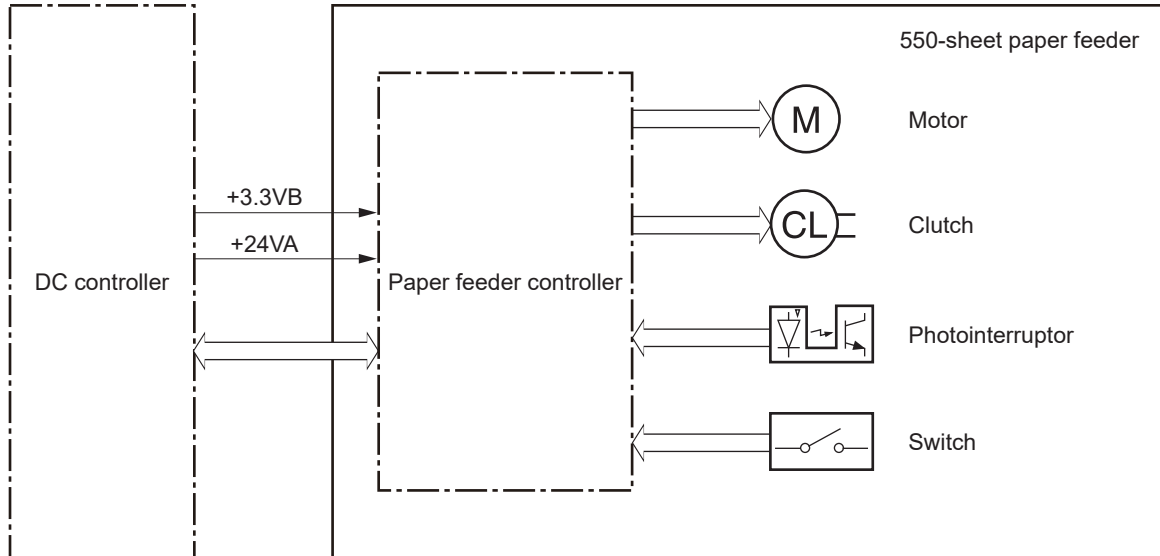 550-sheet paper feeder
M
Motor
+3.3VB
CL
Clutch
+24VA
DC controller
Paper feeder controller
Photointerruptor
Switch